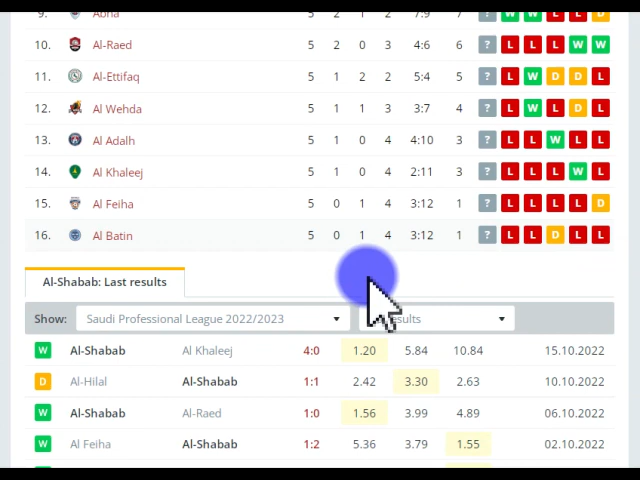 9. Abha 5 2 1 2 7:9 7 ? W W L L D
10. Al-Raed 5 2 0 3 4:6 6 ? L L L W W
11. Al-Ettifaq 5 1 2 2 5:4 5 ? L W D D L
12. Al Wehda 5 1 1 3 3:7 4 ? L W L D L
13. Al Adalh 5 1 0 4 4:10 3 ? L L W L L
14. Al Khaleej 5 1 0 4 2:11 3 ? L L L W L
15. Al Feiha 5 0 1 4 3:12 1 ? L L L L D
16. Al Batin 5 0 1 4 3:12 1 ? L L D L L
Al-Shabab: Last results
Show: Saudi Professional League 2022/2023
W Al-Shabab Al Khaleej 4:0 1.20 5.84 10.84 15.10.2022
D Al-Hilal Al-Shabab 1:1 2.42 3.30 2.63 10.10.2022
W Al-Shabab Al-Raed 1:0 1.56 3.99 4.89 06.10.2022
W Al Feiha Al-Shabab 1:2 5.36 3.79 1.55 02.10.2022